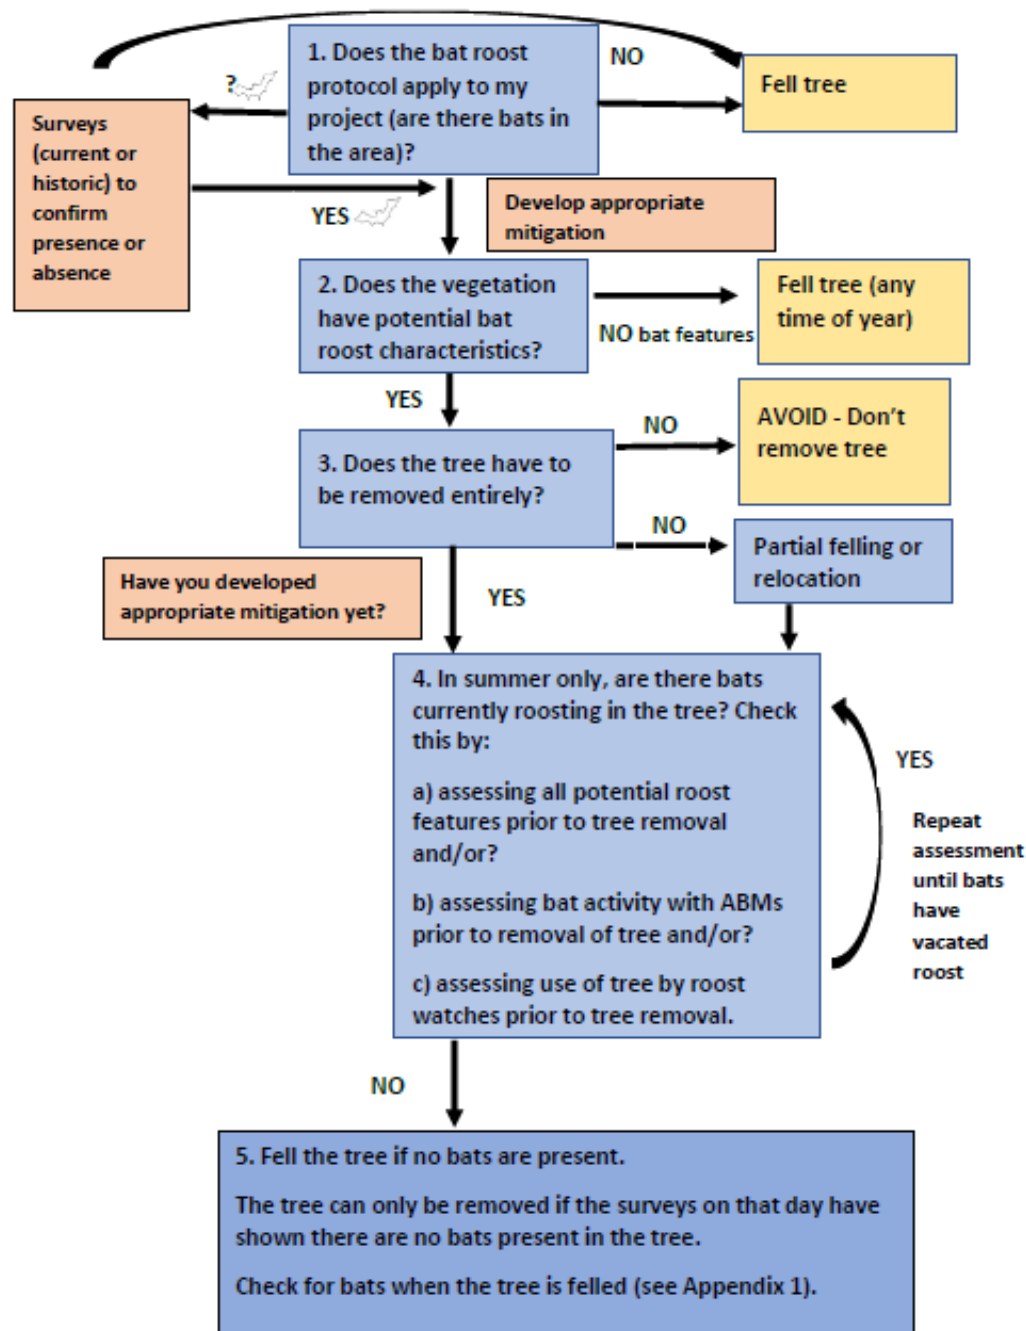 1. Does the bat roost
protocol apply to my
project (are there bats in
the area)?
NO
Fell tree
?
Surveys
(current or
historic) to
confirm
presence or
absence
YES
Develop appropriate
mitigation
2. Does the vegetation
have potential bat
roost characteristics?
NO bat features
Fell tree (any
time of year)
YES
3. Does the tree have to
be removed entirely?
NO
AVOID - Don't
remove tree
NO
Partial felling or
relocation
Have you developed
appropriate mitigation yet?
YES
4. In summer only, are there bats
currently roosting in the tree? Check
this by:
a) assessing all potential roost
features prior to tree removal
and/or?
b) assessing bat activity with ABMs
prior to removal of tree and/or?
c) assessing use of tree by roost
watches prior to tree removal.
YES
Repeat
assessment
until bats
have
vacated
roost
NO
5. Fell the tree if no bats are present.
The tree can only be removed if the surveys on that day have
shown there are no bats present in the tree.
Check for bats when the tree is felled (see Appendix 1).